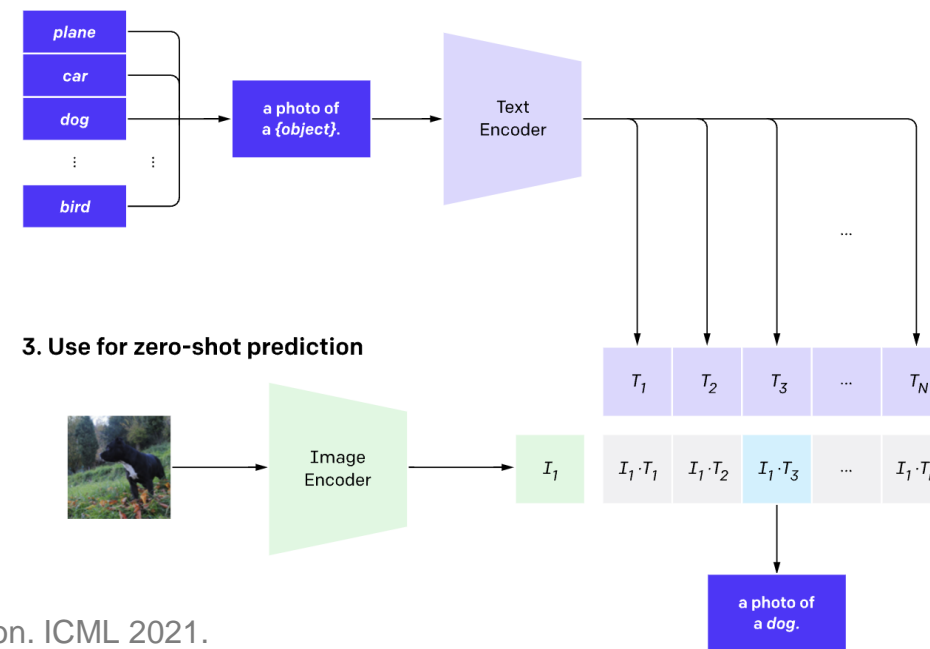 plane
car
dog
⋮ ⋮
bird
a photo of
a {object}.
Text
Encoder
...
3. Use for zero-shot prediction
Image
Encoder
T1 T2 T3 ... TN
I1
I1·T1 I1·T2 I1·T3 ... I1·T
a photo of
a dog.
on. ICML 2021.